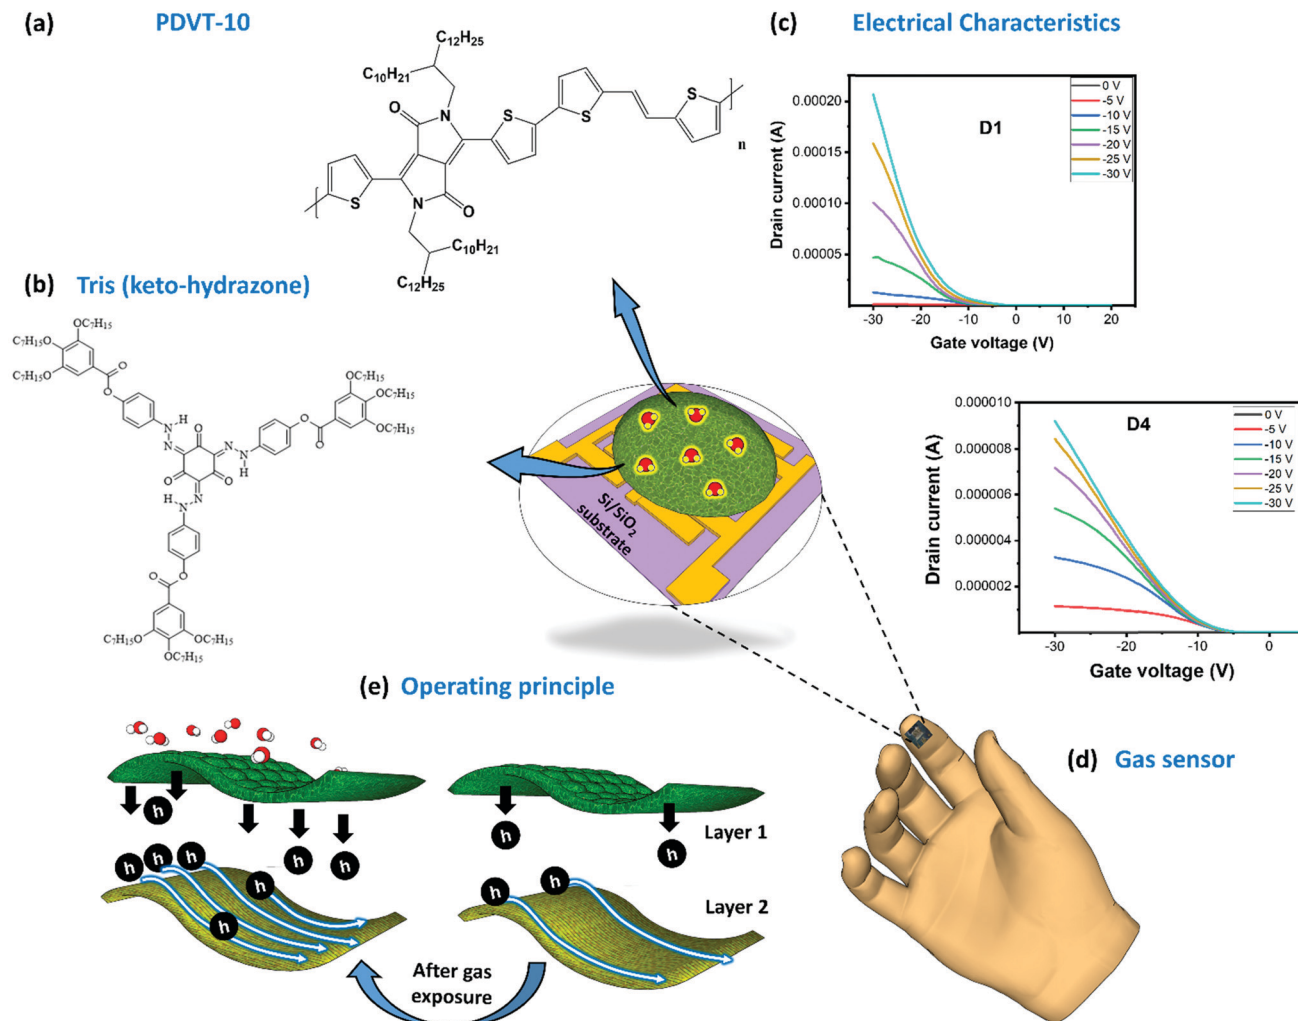 (a) PDVT-10
C₁₂H₂₅
C₁₀H₂₁
O N S S S
n
S N O
C₁₀H₂₁
C₁₂H₂₅
(b) Tris (keto-hydrazone)
OC₇H₁₅
C₇H₁₅O
C₇H₁₅O
O
O
H
N
N
O
O
O
N
N
H
O
O
OC₇H₁₅
OC₇H₁₅
OC₇H₁₅
H
N
N
O
O
C₇H₁₅O
OC₇H₁₅
OC₇H₁₅
(c) Electrical Characteristics
D1
0 V
-5 V
-10 V
-15 V
-20 V
-25 V
-30 V
Drain current (A)
0.00020
0.00015
0.00010
0.00005
-30 -20 -10 0 10 20
Gate voltage (V)
D4
0 V
-5 V
-10 V
-15 V
-20 V
-25 V
-30 V
Drain current (A)
0.000010
0.000008
0.000006
0.000004
0.000002
-30 -20 -10 0
Gate voltage (V)
Si/SiO₂
substrate
(d) Gas sensor
(e) Operating principle
h h h h
h h h h h
Layer 1
h h
Layer 2
h h
After gas
exposure